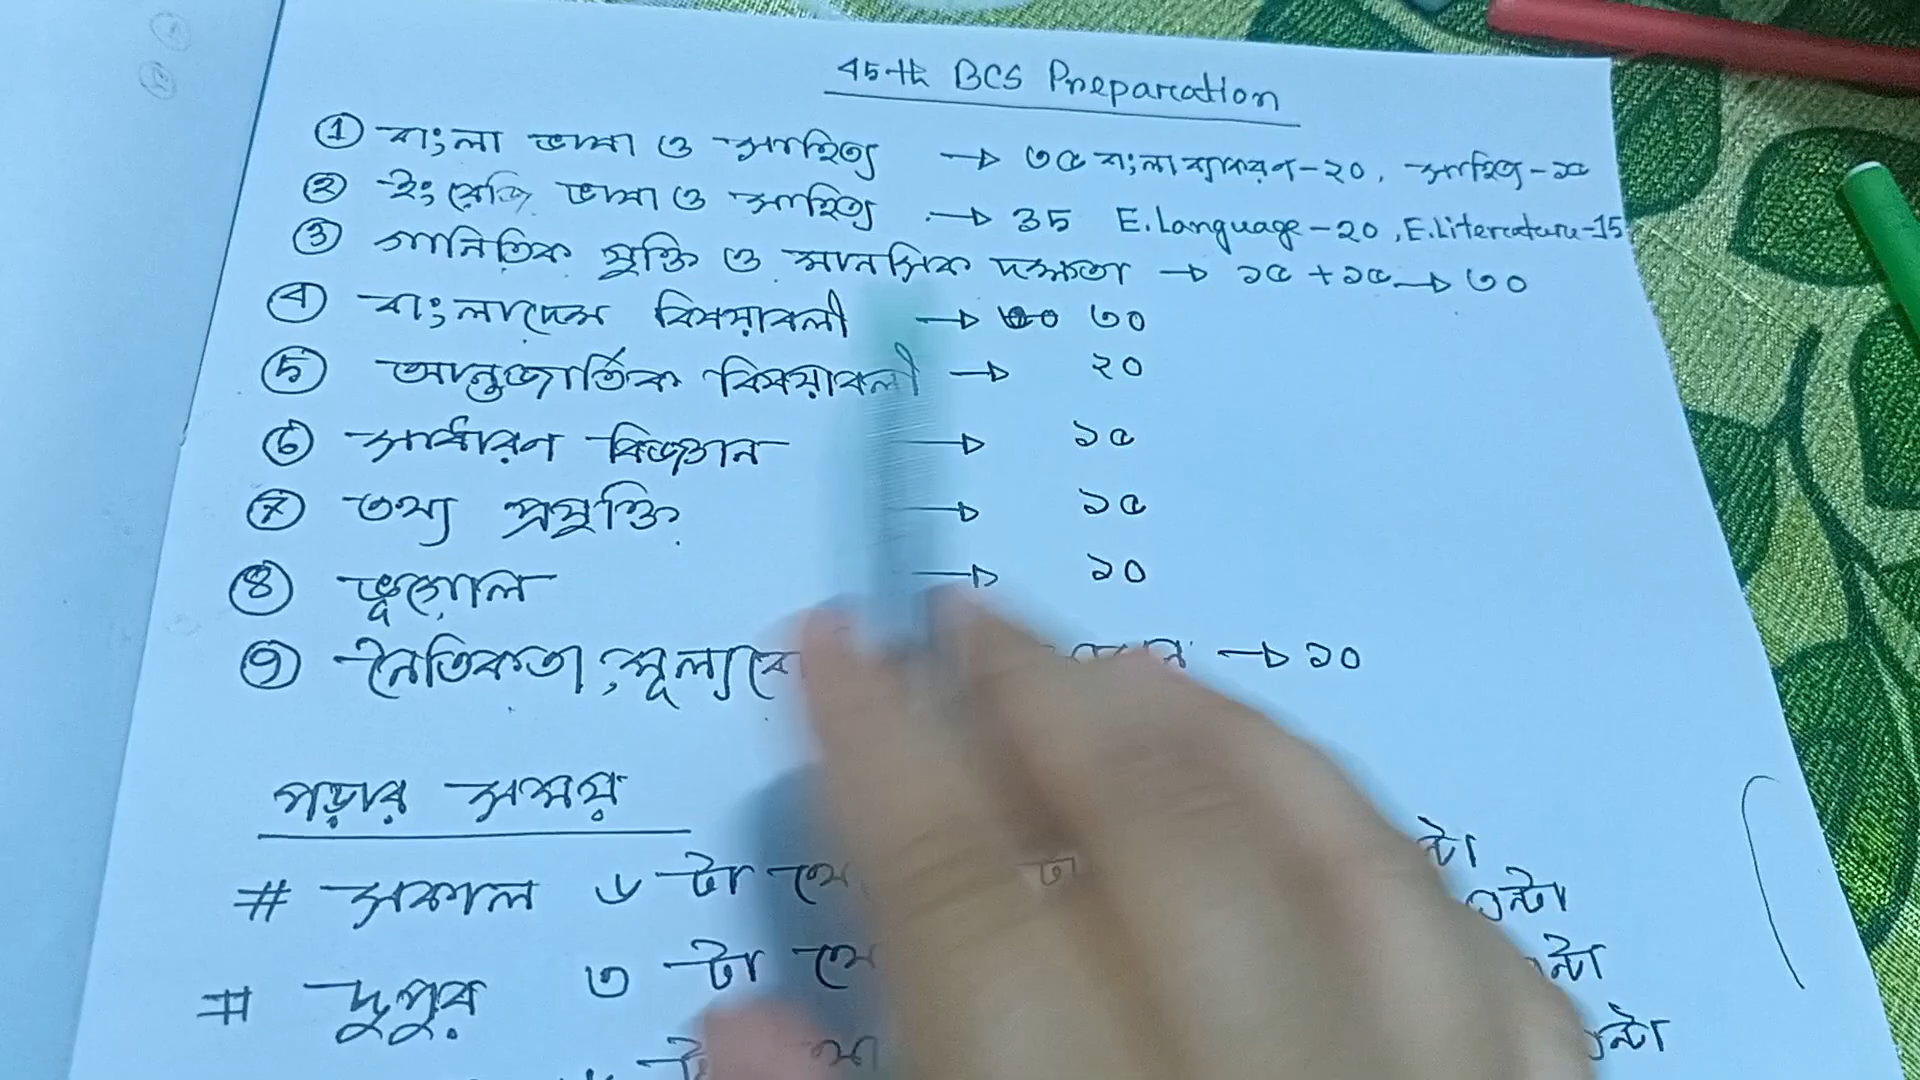 45th BCS Preparation
① বাংলা ভাষা ও সাহিত্য → ৩৫ বাংলা ব্যাকরণ-২০, সাহিত্য-১৫
② ইংরেজি ভাষা ও সাহিত্য → 35 E.Language-20, E.Literature-15
③ গানিতিক যুক্তি ও মানসিক দক্ষতা → ১৫+১৫→৩০
④ বাংলাদেশ বিষয়াবলী → ৩০
⑤ আন্তর্জাতিক বিষয়াবলী → ২০
⑥ সাধারণ বিজ্ঞান → ১৫
⑦ তথ্য প্রযুক্তি → ১৫
⑧ ভূগোল → ১০
⑨ নৈতিকতা, → ১০
পড়ার সময়
# সকাল ৬ টা
# দুপুর ৩ টা